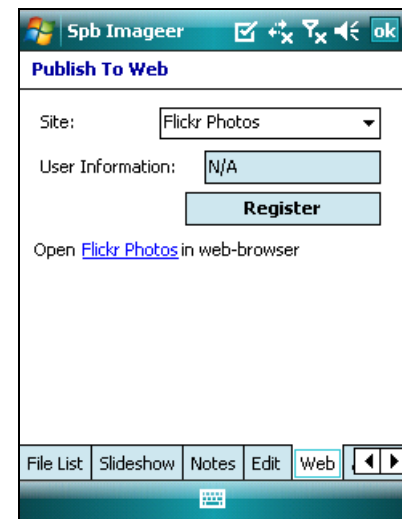 Spb Imageer ok
Publish To Web
Site: Flickr Photos
User Information: N/A
Register
Open Flickr Photos in web-browser
File List Slideshow Notes Edit Web